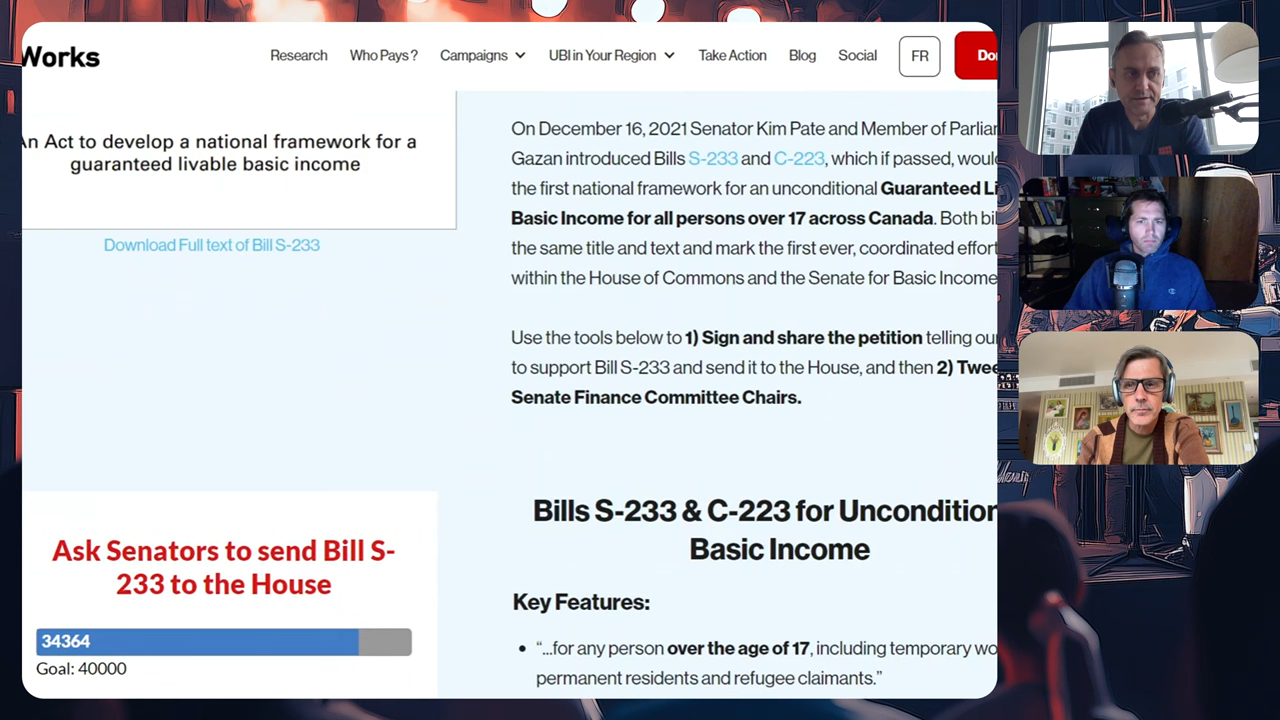 Works
Research
Who Pays?
Campaigns
UBI in Your Region
Take Action
Blog
Social
FR
An Act to develop a national framework for a
guaranteed livable basic income
Download Full text of Bill S-233
On December 16, 2021 Senator Kim Pate and Member of
Gazan introduced Bills S-233 and C-223, which if passed,
the first national framework for an unconditional Guaranteed
Basic Income for all persons over 17 across Canada. Both
the same title and text and mark the first ever, coordinated
within the House of Commons and the Senate for Basic Income
Use the tools below to 1) Sign and share the petition telling
to support Bill S-233 and send it to the House, and then 2)
Senate Finance Committee Chairs.
Ask Senators to send Bill S-
233 to the House
34364
Goal: 40000
Bills S-233 & C-223 for
Basic Income
Key Features:
• “...for any person over the age of 17, including temporary
permanent residents and refugee claimants.”